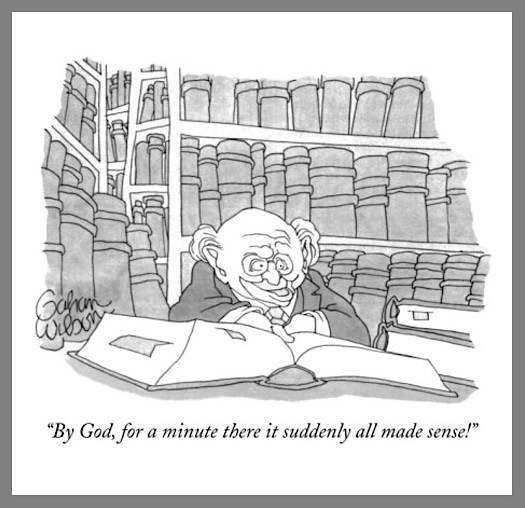 Gahan
Wilson
“By God, for a minute there it suddenly all made sense!”